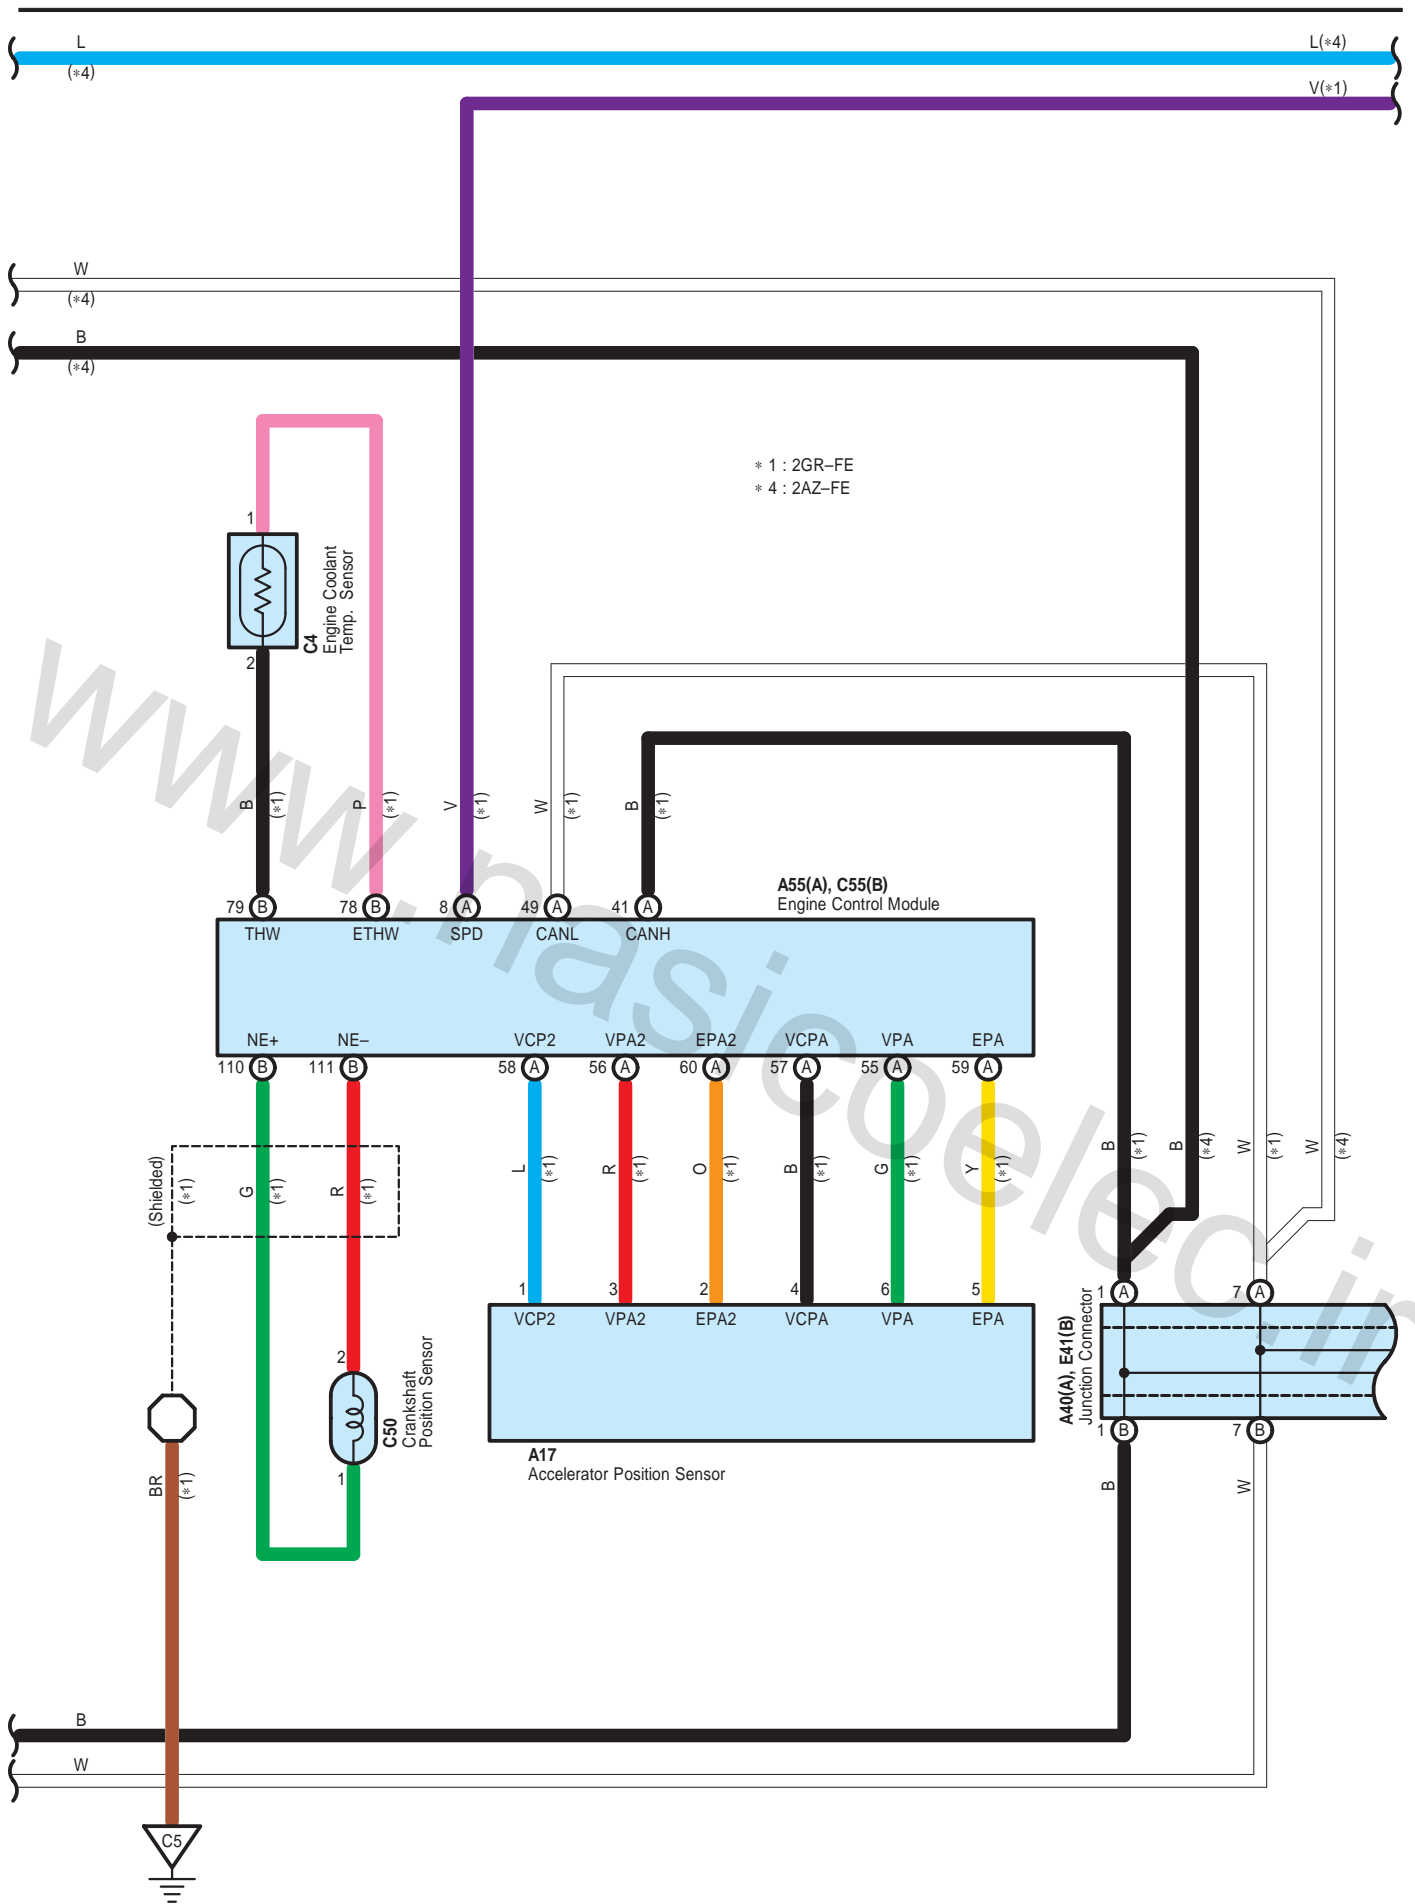 L
(*4)
L(*4)
V(*1)
W
(*4)
B
(*4)
* 1 : 2GR–FE
* 4 : 2AZ–FE
1
2
C4
Engine Coolant
Temp. Sensor
B
(*1)
P
(*1)
V
(*1)
W
(*1)
B
(*1)
A55(A), C55(B)
Engine Control Module
79 B
78 B
8 A
49 A
41 A
THW
ETHW
SPD
CANL
CANH
NE+
NE–
VCP2
VPA2
EPA2
VCPA
VPA
EPA
110 B
111 B
58 A
56 A
60 A
57 A
55 A
59 A
(Shielded)
(*1)
G
(*1)
R
(*1)
L
(*1)
R
(*1)
O
(*1)
B
(*1)
G
(*1)
Y
(*1)
B
(*1)
B
(*4)
W
(*1)
W
(*4)
1
3
2
4
6
5
VCP2
VPA2
EPA2
VCPA
VPA
EPA
A17
Accelerator Position Sensor
2
1
C50
Crankshaft
Position Sensor
1 A
7 A
A40(A), E41(B)
Junction Connector
1 B
7 B
B
W
BR
(*1)
B
W
C5
www.nasicoelec.ir